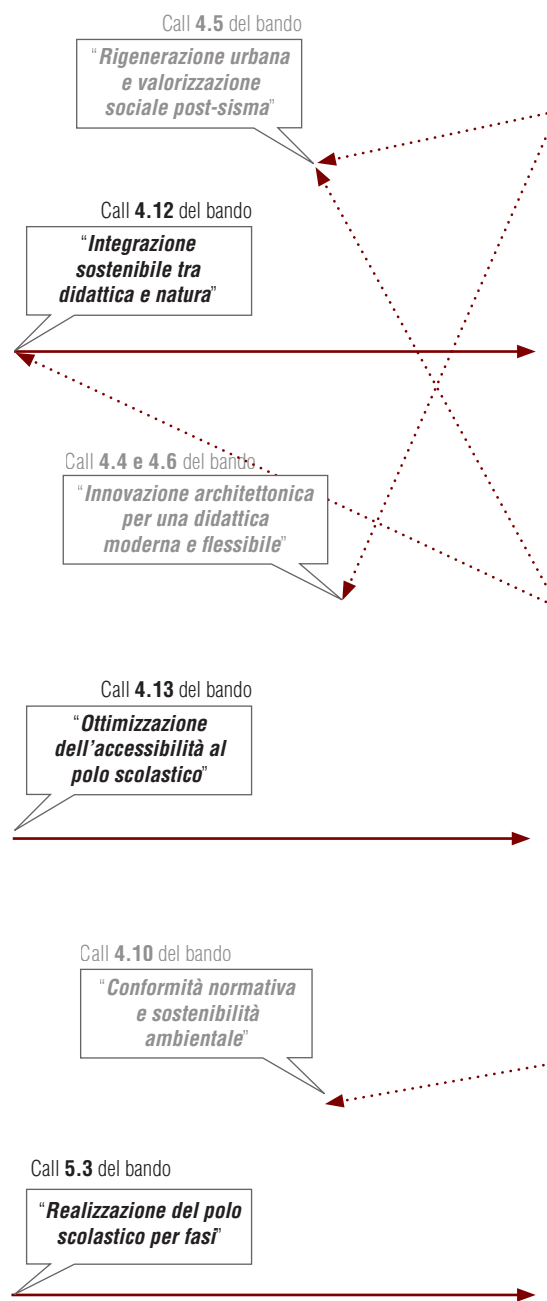 Call 4.5 del bando
“Rigenerazione urbana
e valorizzazione
sociale post-sisma”
Call 4.12 del bando
“Integrazione
sostenibile tra
didattica e natura”
Call 4.4 e 4.6 del bando
“Innovazione architettonica
per una didattica
moderna e flessibile”
Call 4.13 del bando
“Ottimizzazione
dell’accessibilità al
polo scolastico”
Call 4.10 del bando
“Conformità normativa
e sostenibilità
ambientale”
Call 5.3 del bando
“Realizzazione del polo
scolastico per fasi”